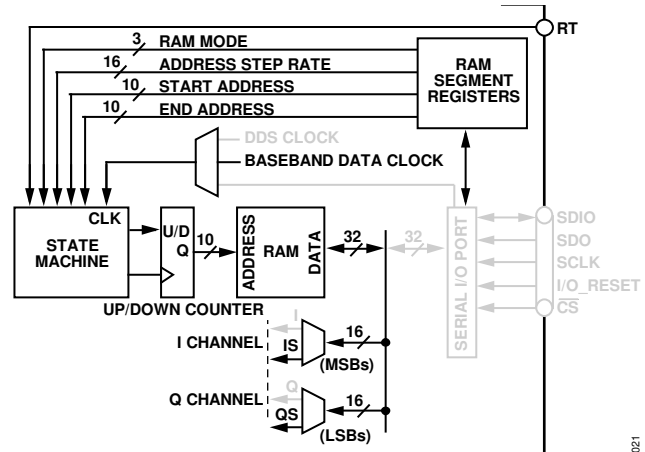 RT
3 RAM MODE
16 ADDRESS STEP RATE
10 START ADDRESS
10 END ADDRESS
RAM
SEGMENT
REGISTERS
DDS CLOCK
BASEBAND DATA CLOCK
CLK
STATE
MACHINE
U/D
Q
10
ADDRESS
RAM
DATA
32
32
SERIAL I/O PORT
SDIO
SDO
SCLK
I/O_RESET
CS
UP/DOWN COUNTER
I
I CHANNEL
IS
16
(MSBs)
Q
Q CHANNEL
QS
16
(LSBs)
021